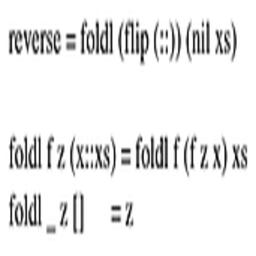 reverse = foldl (flip (::)) (nil xs)
foldl f z (x::xs) = foldl f (f z x) xs
foldl _ z [] = z